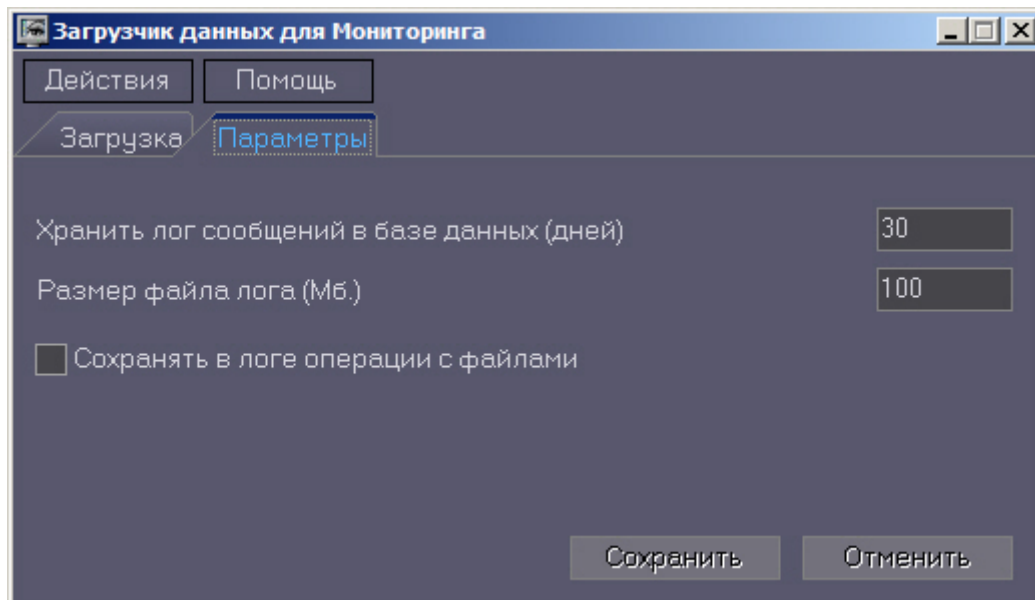 Загрузчик данных для Мониторинга
Действия Помощь
Загрузка Параметры
Хранить лог сообщений в базе данных (дней) 30
Размер файла лога (Мб.) 100
Сохранять в логе операции с файлами
Сохранить Отменить